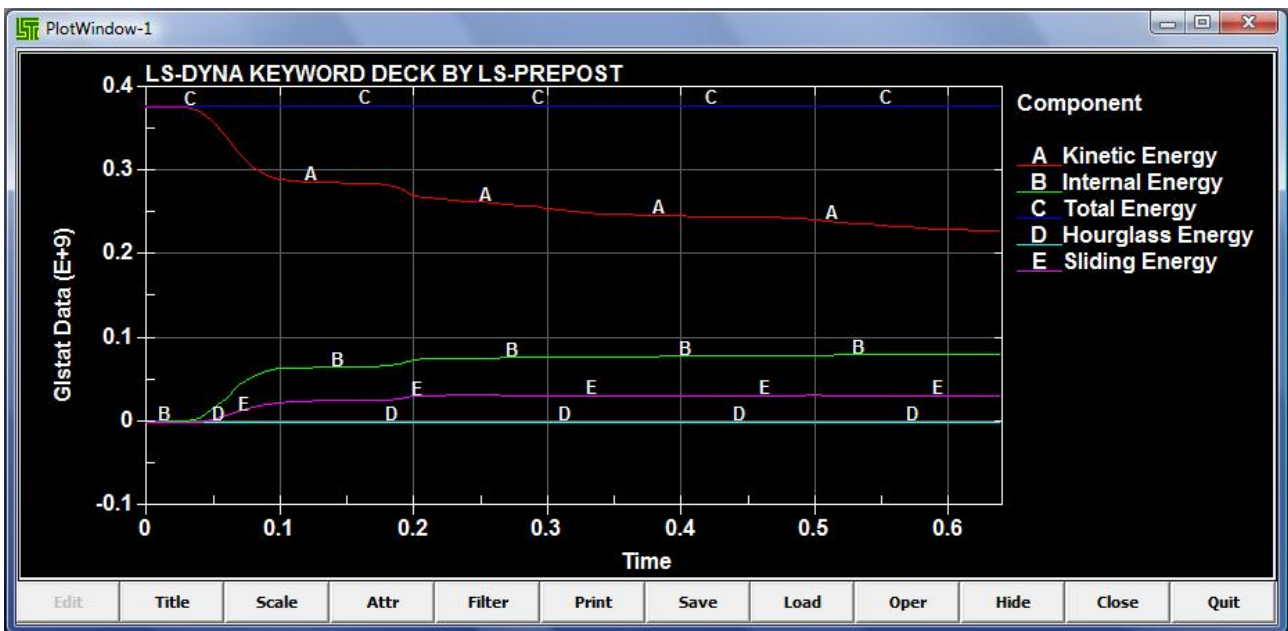 PlotWindow-1
LS-DYNA KEYWORD DECK BY LS-PREPOST
0.4
0.3
0.2
0.1
0
-0.1
Glstat Data (E+9)
C C C C C
A A A A A
B B B B B
E E E E E
D D D D D
0 0.1 0.2 0.3 0.4 0.5 0.6
Time
Component
A Kinetic Energy
B Internal Energy
C Total Energy
D Hourglass Energy
E Sliding Energy
Edit Title Scale Attr Filter Print Save Load Oper Hide Close Quit